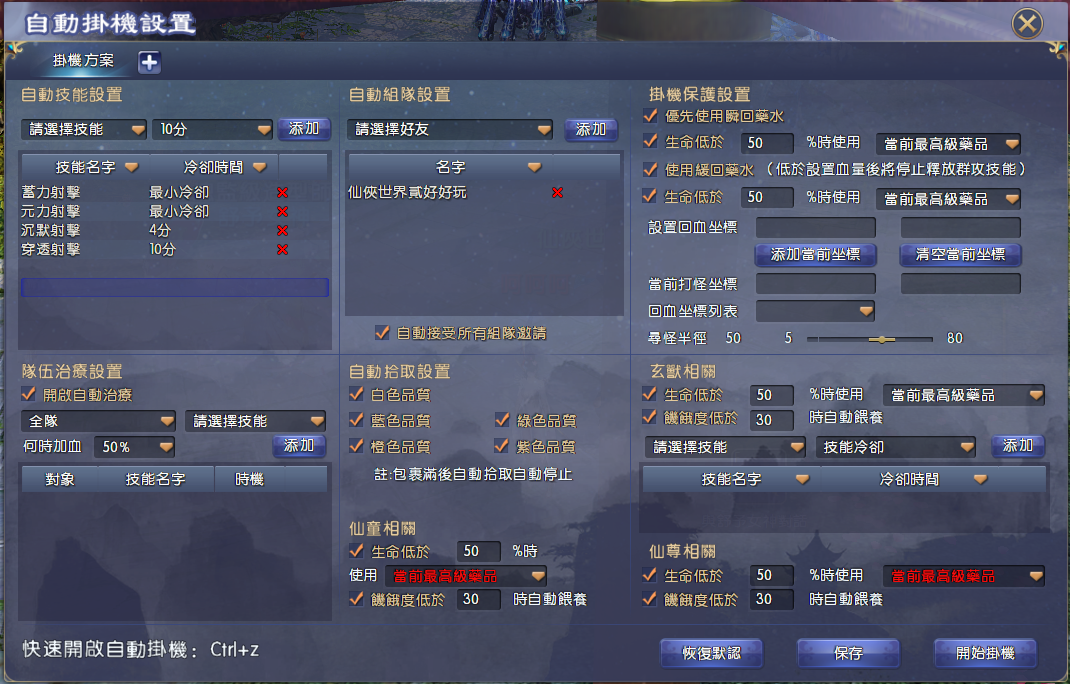 自動掛機設置
掛機方案
自動技能設置
請選擇技能 10分 添加
技能名字 冷卻時間
蓄力射擊 最小冷卻
元力射擊 最小冷卻
沉默射擊 4分
穿透射擊 10分
自動組隊設置
請選擇好友 添加
名字
仙俠世界貳好好玩
自動接受所有組隊邀請
掛機保護設置
優先使用瞬回藥水
生命低於 50 %時使用 當前最高級藥品
使用緩回藥水 (低於設置血量後將停止釋放群攻技能)
生命低於 50 %時使用 當前最高級藥品
設置回血坐標
添加當前坐標 清空當前坐標
當前打怪坐標
回血坐標列表
尋怪半徑 50 5 80
隊伍治療設置
開啟自動治療
全隊 請選擇技能
何時加血 50% 添加
對象 技能名字 時機
自動拾取設置
白色品質
藍色品質 綠色品質
橙色品質 紫色品質
註:包裹滿後自動拾取自動停止
仙童相關
生命低於 50 %時
使用 當前最高級藥品
饑餓度低於 30 時自動餵養
玄獸相關
生命低於 50 %時使用 當前最高級藥品
饑餓度低於 30 時自動餵養
請選擇技能 技能冷卻 添加
技能名字 冷卻時間
仙尊相關
生命低於 50 %時使用 當前最高級藥品
饑餓度低於 30 時自動餵養
快速開啟自動掛機: Ctrl+z
恢復默認 保存 開始掛機